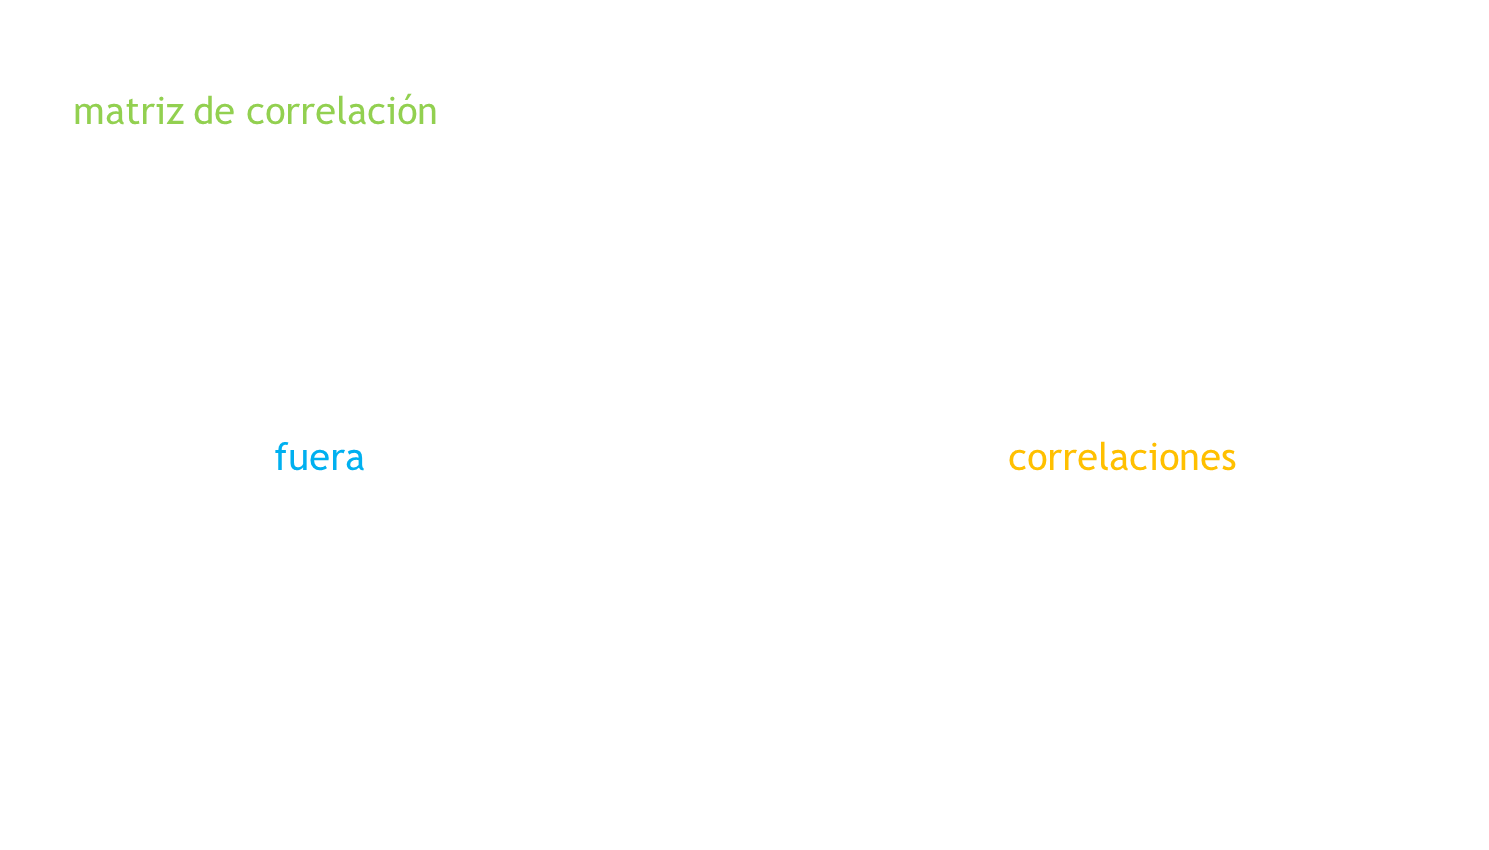 matriz de correlación
fuera
correlaciones